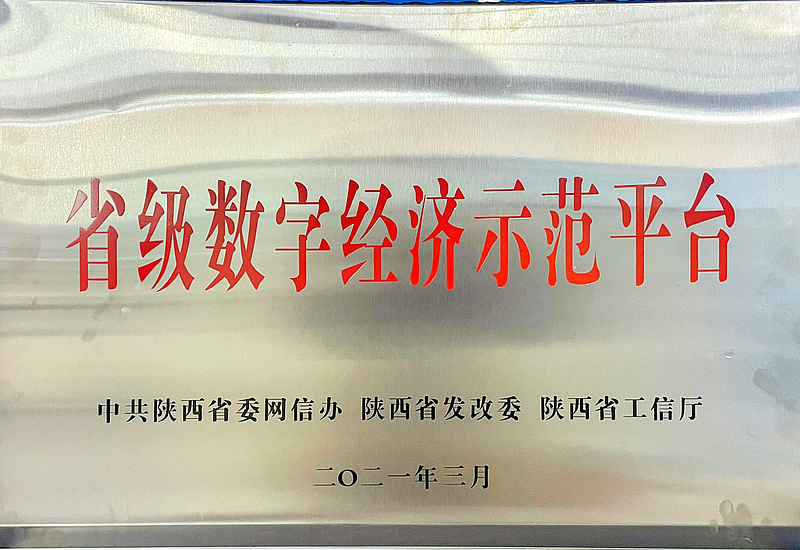 省级数字经济示范平台
中共陕西省委网信办 陕西省发改委 陕西省工信厅
二〇二一年三月